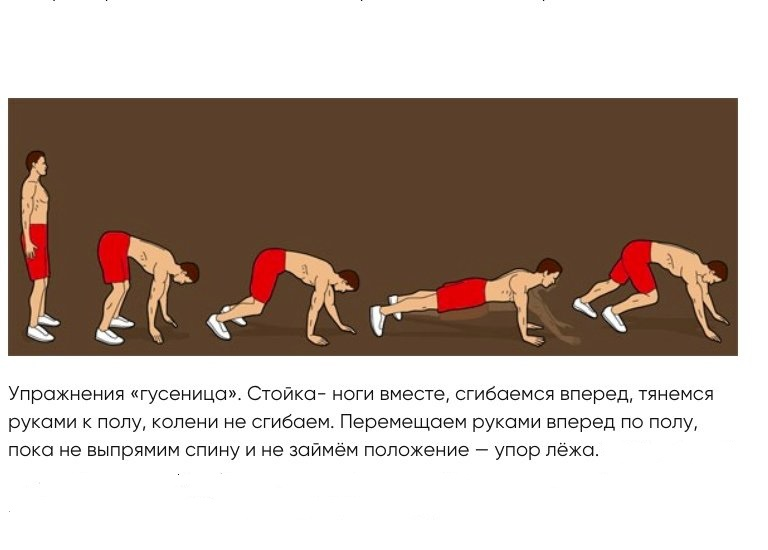 Упражнения «гусеница». Стойка- ноги вместе, сгибаемся вперед, тянемся
руками к полу, колени не сгибаем. Перемещаем руками вперед по полу,
пока не выпрямим спину и не займём положение — упор лёжа.